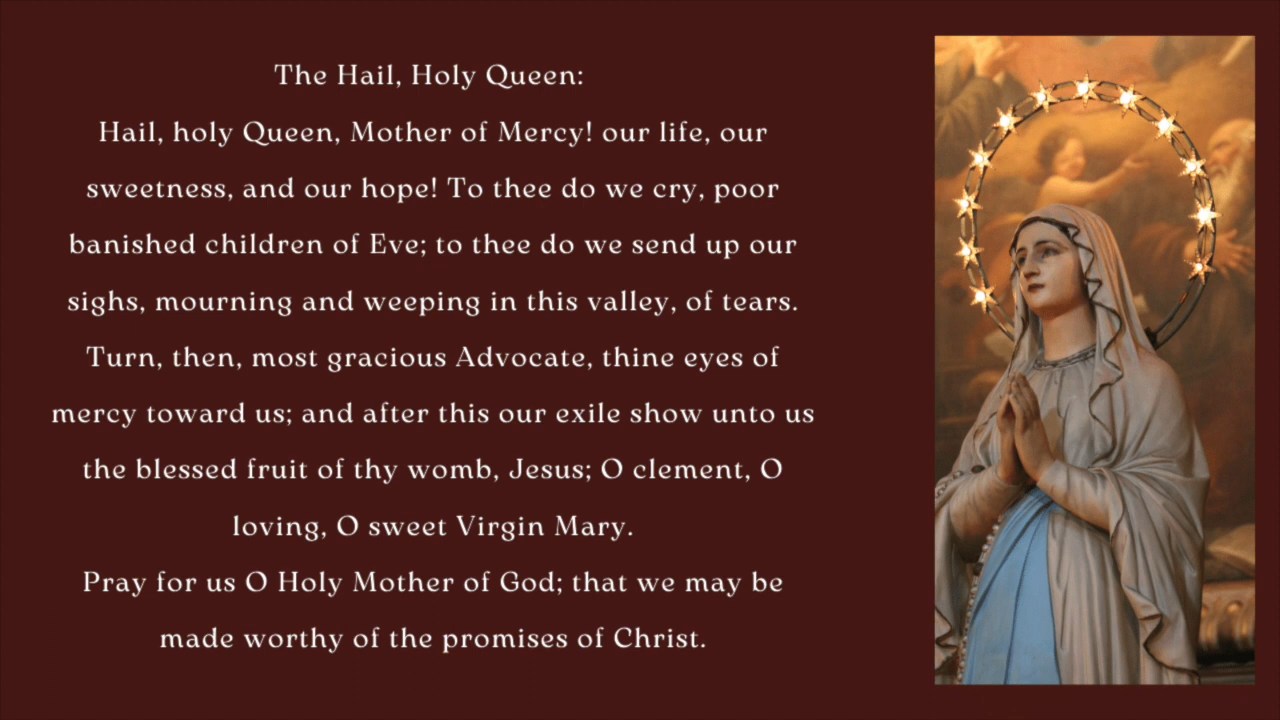 The Hail, Holy Queen:
Hail, holy Queen, Mother of Mercy! our life, our
sweetness, and our hope! To thee do we cry, poor
banished children of Eve; to thee do we send up our
sighs, mourning and weeping in this valley, of tears.
Turn, then, most gracious Advocate, thine eyes of
mercy toward us; and after this our exile show unto us
the blessed fruit of thy womb, Jesus; O clement, O
loving, O sweet Virgin Mary.
Pray for us O Holy Mother of God; that we may be
made worthy of the promises of Christ.